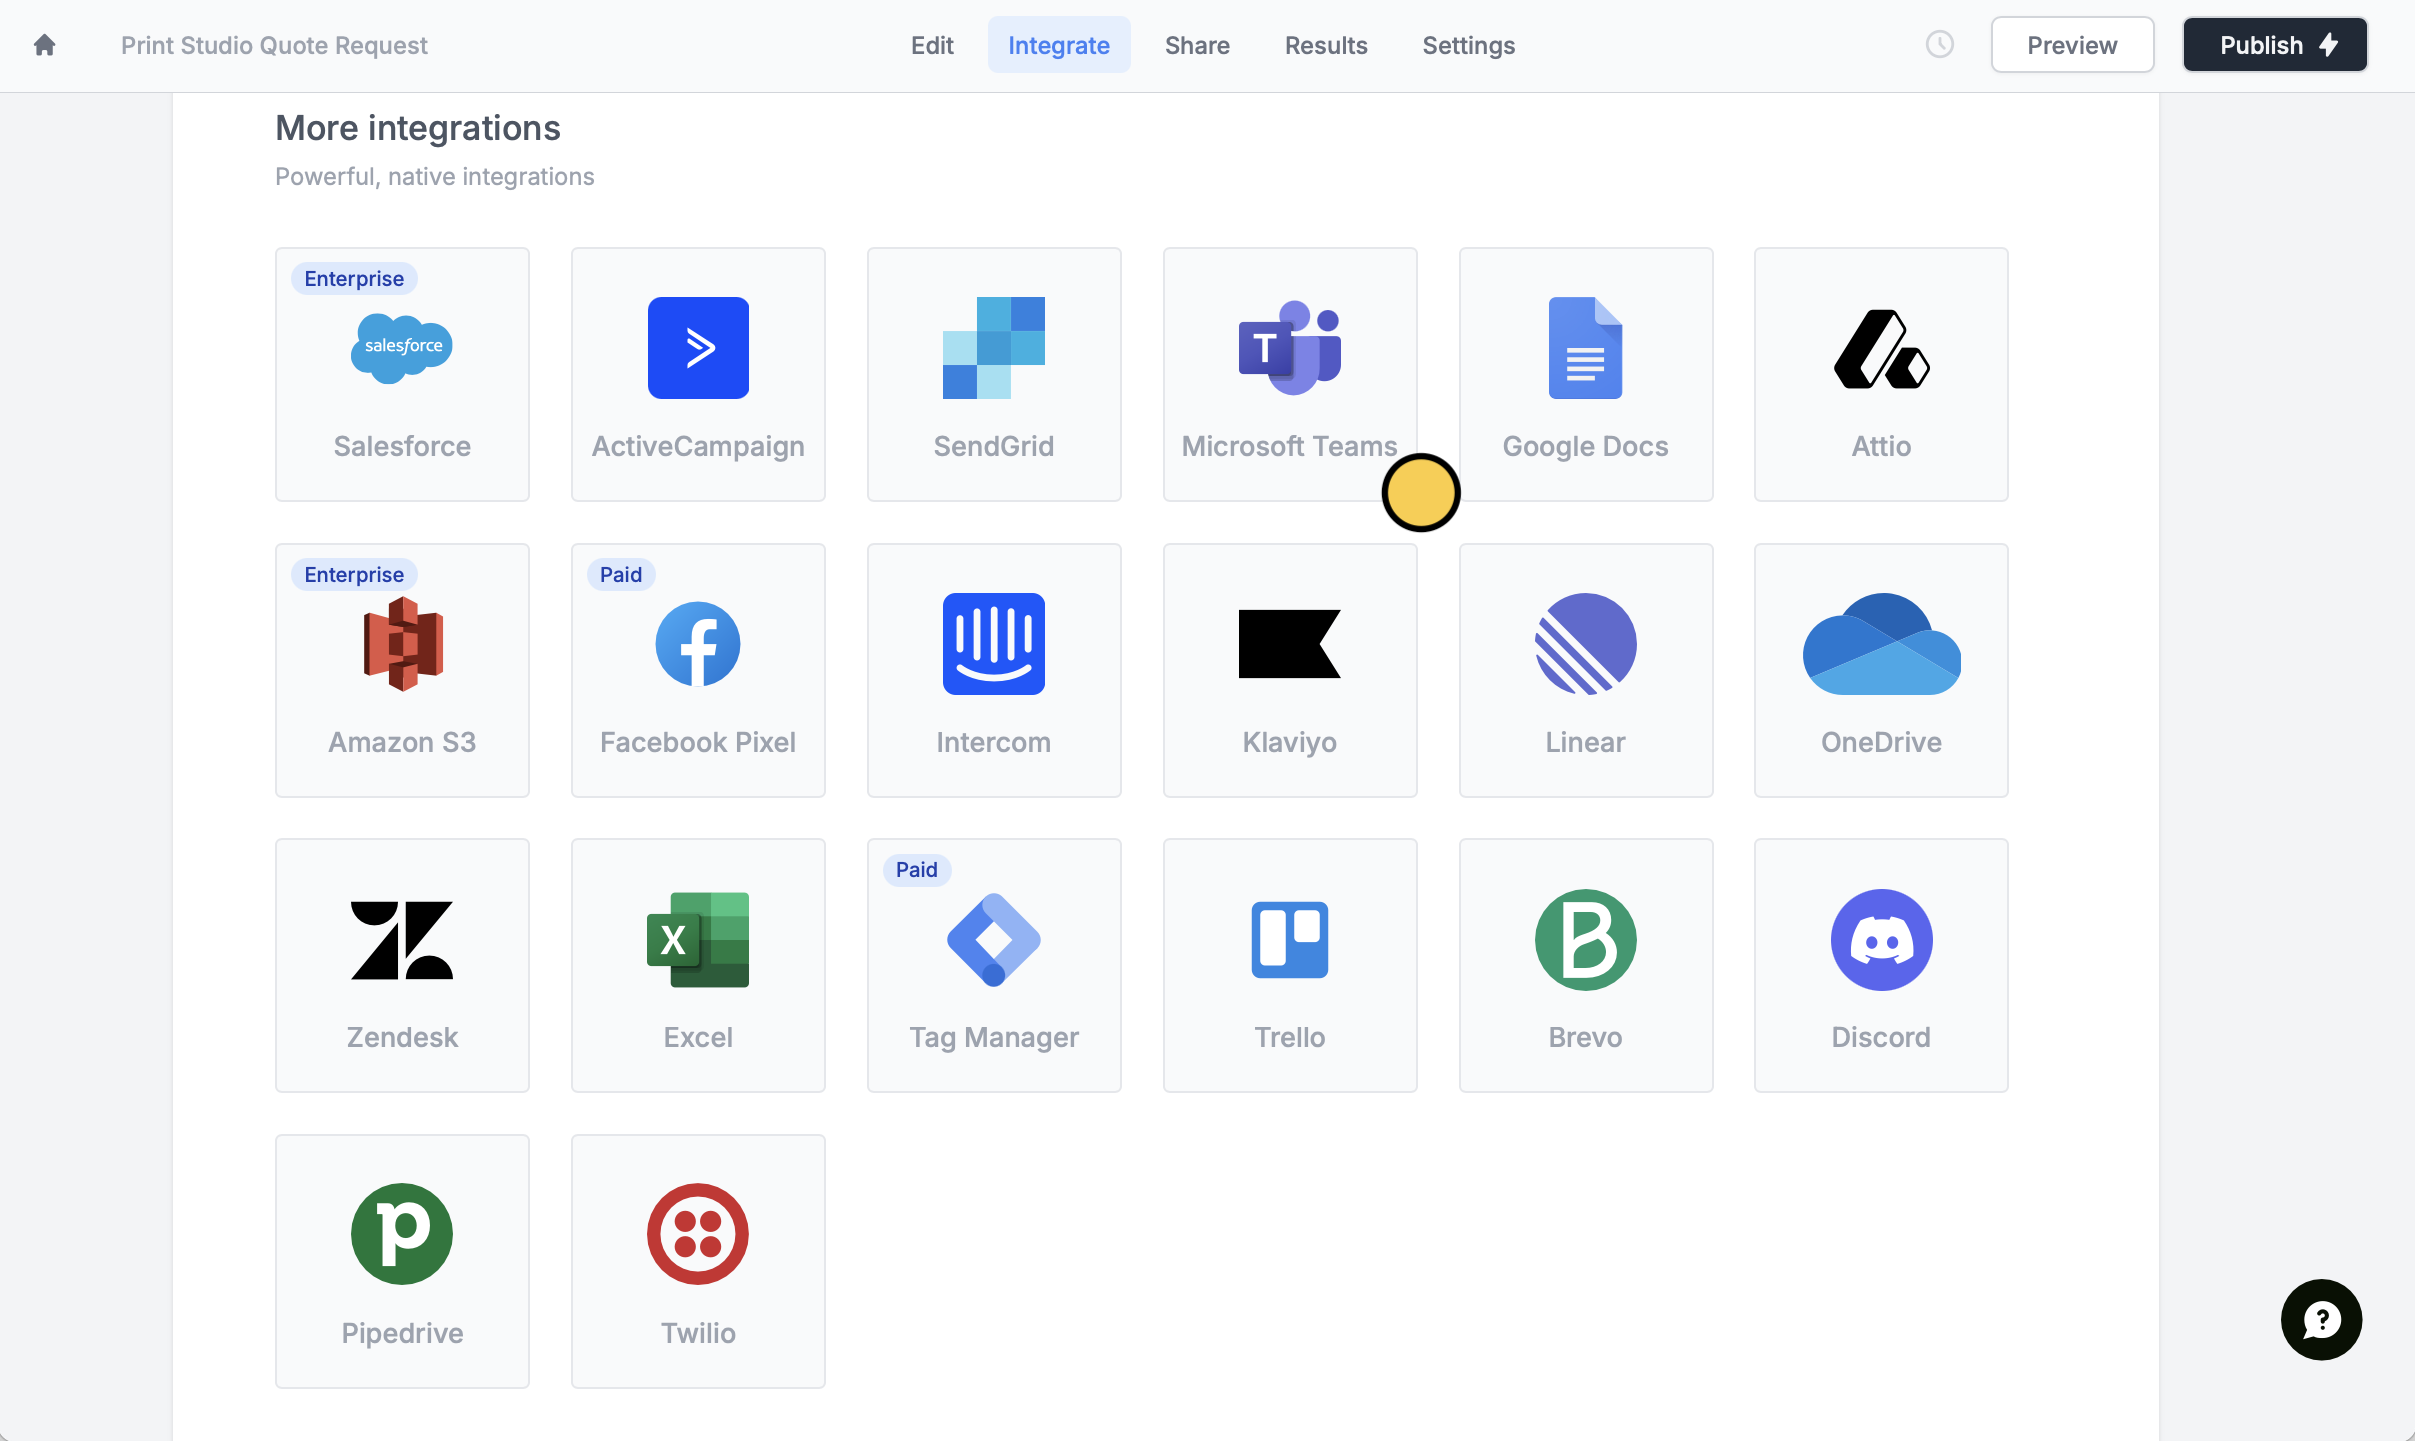 Print Studio Quote Request
Edit
Integrate
Share
Results
Settings
Preview
Publish
More integrations
Powerful, native integrations
Enterprise
salesforce
Salesforce
ActiveCampaign
SendGrid
T
Microsoft Teams
Google Docs
Attio
Enterprise
Amazon S3
Paid
Facebook Pixel
Intercom
Klaviyo
Linear
OneDrive
Zendesk
X
Excel
Paid
Tag Manager
Trello
B
Brevo
Discord
p
Pipedrive
Twilio
?